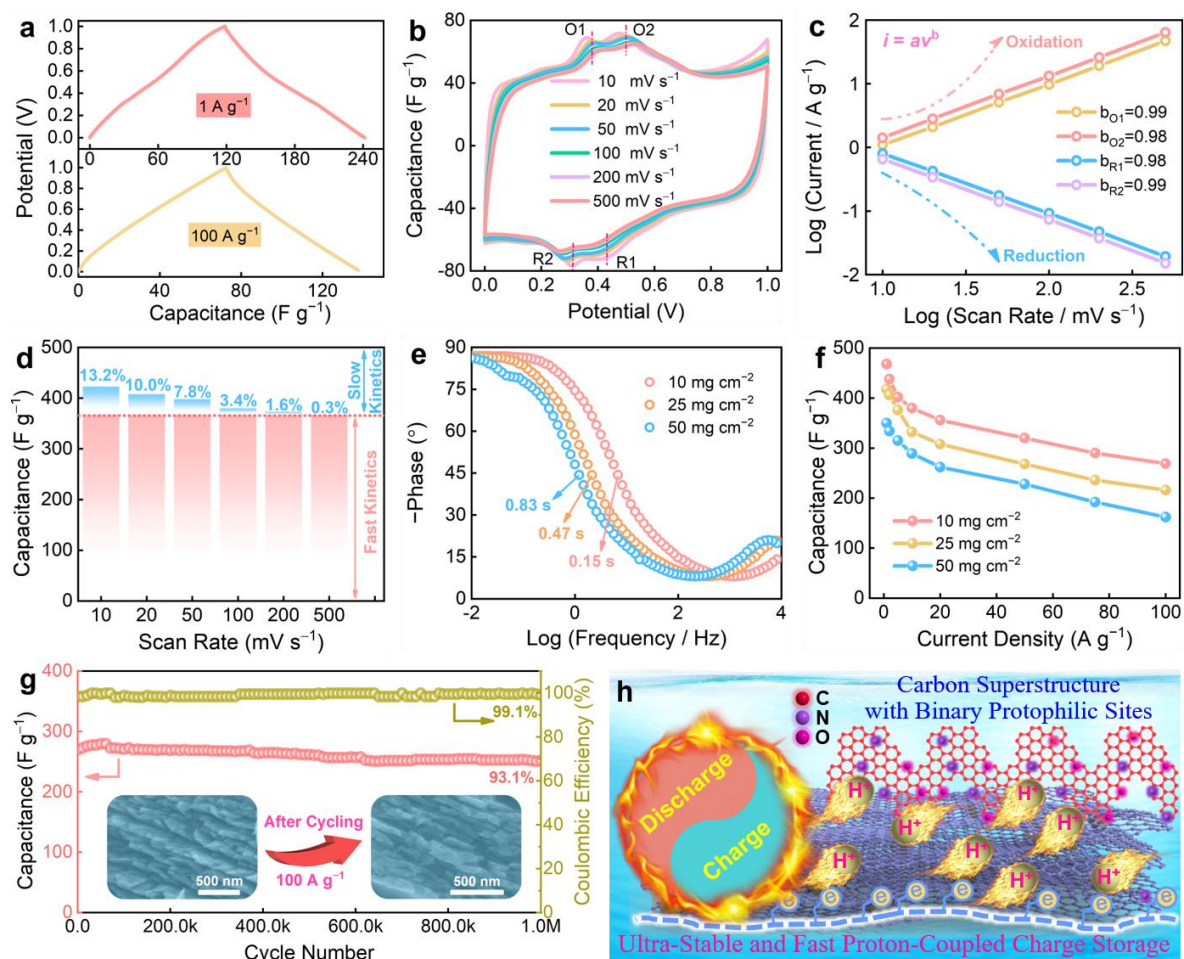 a
Potential (V)
1.0
0.8
0.6
0.4
0.2
0.0
1 A g⁻¹
0 60 120 180 240
1.0
0.8
0.6
0.4
0.2
0.0
100 A g⁻¹
0 40 80 120 160
Capacitance (F g⁻¹)
b
Capacitance (F g⁻¹)
80
40
0
-40
-80
O1
O2
10 mV s⁻¹
20 mV s⁻¹
50 mV s⁻¹
100 mV s⁻¹
200 mV s⁻¹
500 mV s⁻¹
R2
R1
0.0 0.2 0.4 0.6 0.8 1.0
Potential (V)
c
Log (Current / A g⁻¹)
2
1
0
-1
-2
i = avᵇ
Oxidation
bO1=0.99
bO2=0.98
bR1=0.98
bR2=0.99
Reduction
1.0 1.5 2.0 2.5
Log (Scan Rate / mV s⁻¹)
d
Capacitance (F g⁻¹)
500
400
300
200
100
0
13.2%
10.0%
7.8%
3.4%
1.6%
0.3%
Slow
Kinetics
Fast Kinetics
10 20 50 100 200 500
Scan Rate (mV s⁻¹)
e
−Phase (°)
90
75
60
45
30
15
0
10 mg cm⁻²
25 mg cm⁻²
50 mg cm⁻²
0.83 s
0.47 s
0.15 s
-2 0 2 4
Log (Frequency / Hz)
f
Capacitance (F g⁻¹)
500
400
300
400
100
0
10 mg cm⁻²
25 mg cm⁻²
50 mg cm⁻²
0 20 40 60 80 100
Current Density (A g⁻¹)
g
Capacitance (F g⁻¹)
400
350
300
250
200
150
100
50
0
99.1%
93.1%
After Cycling
100 A g⁻¹
500 nm
500 nm
100
80
60
40
20
0
Coulombic Efficiency (%)
0.0 200.0k 400.0k 600.0k 800.0k 1.0M
Cycle Number
h
C
N
O
Carbon Superstructure
with Binary Protophilic Sites
Discharge
Charge
H⁺
H⁺
H⁺
H⁺
H⁺
H⁺
H⁺
H⁺
e e e e e e e e
Ultra-Stable and Fast Proton-Coupled Charge Storage